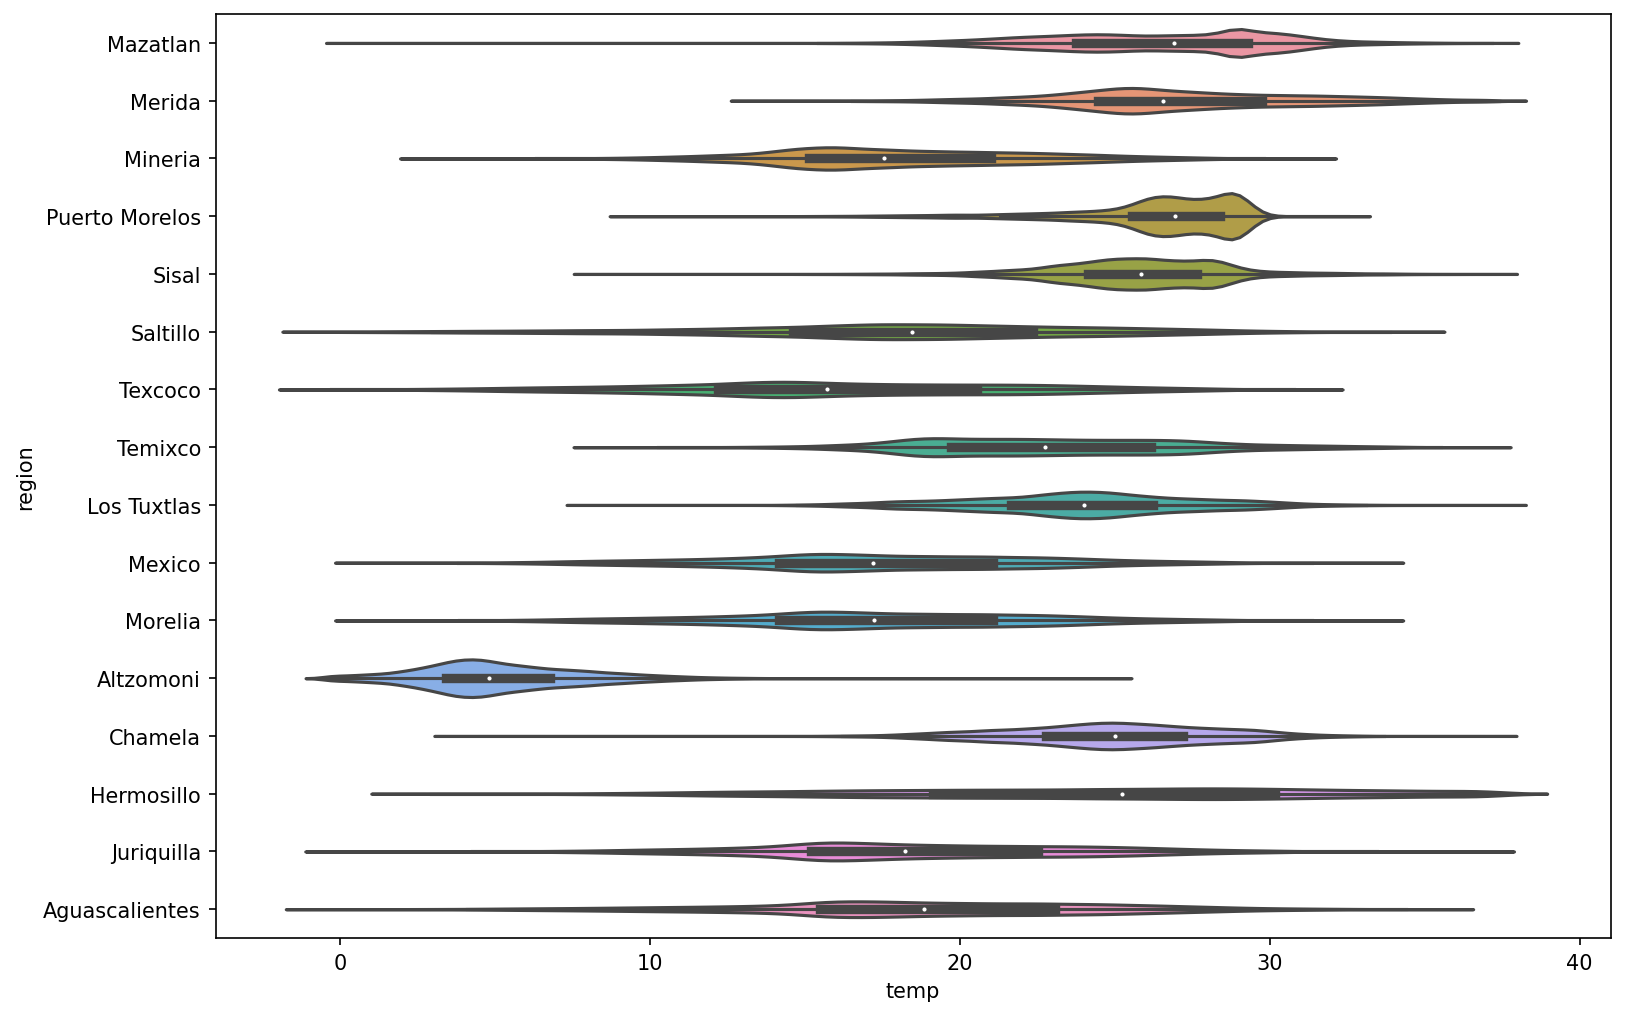 Mazatlan
Merida
Mineria
Puerto Morelos
Sisal
Saltillo
Texcoco
Temixco
Los Tuxtlas
Mexico
Morelia
Altzomoni
Chamela
Hermosillo
Juriquilla
Aguascalientes
region
0 10 20 30 40
temp